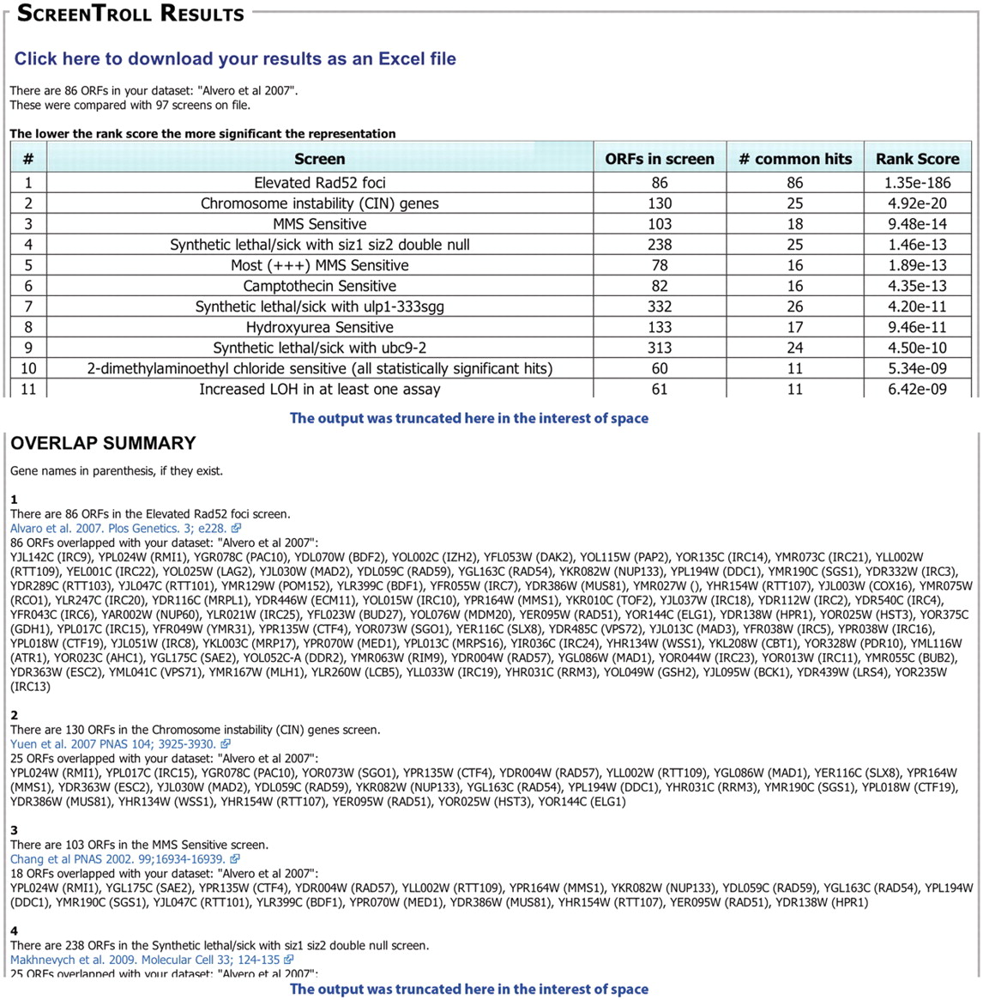 SCREENTROLL RESULTS
Click here to download your results as an Excel file
There are 86 ORFs in your dataset: "Alvero et al 2007".
These were compared with 97 screens on file.
The lower the rank score the more significant the representation
# Screen ORFs in screen # common hits Rank Score
1 Elevated Rad52 foci 86 86 1.35e-186
2 Chromosome instability (CIN) genes 130 25 4.92e-20
3 MMS Sensitive 103 18 9.48e-14
4 Synthetic lethal/sick with siz1 siz2 double null 238 25 1.46e-13
5 Most (+++) MMS Sensitive 78 16 1.89e-13
6 Camptothecin Sensitive 82 16 4.35e-13
7 Synthetic lethal/sick with ulp1-333sgg 332 26 4.20e-11
8 Hydroxyurea Sensitive 133 17 9.46e-11
9 Synthetic lethal/sick with ubc9-2 313 24 4.50e-10
10 2-dimethylaminoethyl chloride sensitive (all statistically significant hits) 60 11 5.34e-09
11 Increased LOH in at least one assay 61 11 6.42e-09
The output was truncated here in the interest of space
OVERLAP SUMMARY
Gene names in parenthesis, if they exist.
1
There are 86 ORFs in the Elevated Rad52 foci screen.
Alvaro et al. 2007. Plos Genetics. 3; e228.
86 ORFs overlapped with your dataset: "Alvero et al 2007":
YJL142C (IRC9), YPL024W (RMI1), YGR078C (PAC10), YDL070W (BDF2), YOL002C (IZH2), YFL053W (DAK2), YOL115W (PAP2), YOR135C (IRC14), YMR073C (IRC21), YLL002W
(RTT109), YEL001C (IRC22), YOL025W (LAG2), YJL030W (MAD2), YDL059C (RAD59), YGL163C (RAD54), YKR082W (NUP133), YPL194W (DDC1), YMR190C (SGS1), YDR332W (IRC3),
YDR289C (RTT103), YJL047C (RTT101), YMR129W (POM152), YLR399C (BDF1), YFR055W (IRC7), YDR386W (MUS81), YMR027W (), YHR154W (RTT107), YJL003W (COX16), YMR075W
(RCO1), YLR247C (IRC20), YDR116C (MRPL1), YDR446W (ECM11), YOL015W (IRC10), YPR164W (MMS1), YKR010C (TOF2), YJL037W (IRC18), YDR112W (IRC2), YDR540C (IRC4),
YFR043C (IRC6), YAR002W (NUP60), YLR021W (IRC25), YFL023W (BUD27), YOL076W (MDM20), YER095W (RAD51), YOR144C (ELG1), YDR138W (HPR1), YOR025W (HST3), YOR375C
(GDH1), YPL017C (IRC15), YFR049W (YMR31), YPR135W (CTF4), YOR073W (SGO1), YER116C (SLX8), YDR485C (VPS72), YJL013C (MAD3), YFR038W (IRC5), YPR038W (IRC16),
YPL018W (CTF19), YJL051W (IRC8), YKL003C (MRP17), YPR070W (MED1), YPL013C (MRPS16), YIR036C (IRC24), YHR134W (WSS1), YKL208W (CBT1), YOR328W (PDR10), YML116W
(ATR1), YOR023C (AHC1), YGL175C (SAE2), YOL052C-A (DDR2), YMR063W (RIM9), YDR004W (RAD57), YGL086W (MAD1), YOR044W (IRC23), YOR013W (IRC11), YMR055C (BUB2),
YDR363W (ESC2), YML041C (VPS71), YMR167W (MLH1), YLR260W (LCB5), YLL033W (IRC19), YHR031C (RRM3), YOL049W (GSH2), YJL095W (BCK1), YDR439W (LRS4), YOR235W
(IRC13)
2
There are 130 ORFs in the Chromosome instability (CIN) genes screen.
Yuen et al. 2007 PNAS 104; 3925-3930.
25 ORFs overlapped with your dataset: "Alvero et al 2007":
YPL024W (RMI1), YPL017C (IRC15), YGR078C (PAC10), YOR073W (SGO1), YPR135W (CTF4), YDR004W (RAD57), YLL002W (RTT109), YGL086W (MAD1), YER116C (SLX8), YPR164W
(MMS1), YDR363W (ESC2), YJL030W (MAD2), YDL059C (RAD59), YKR082W (NUP133), YGL163C (RAD54), YPL194W (DDC1), YHR031C (RRM3), YMR190C (SGS1), YPL018W (CTF19),
YDR386W (MUS81), YHR134W (WSS1), YHR154W (RTT107), YER095W (RAD51), YOR025W (HST3), YOR144C (ELG1)
3
There are 103 ORFs in the MMS Sensitive screen.
Chang et al PNAS 2002. 99;16934-16939.
18 ORFs overlapped with your dataset: "Alvero et al 2007":
YPL024W (RMI1), YGL175C (SAE2), YPR135W (CTF4), YDR004W (RAD57), YLL002W (RTT109), YPR164W (MMS1), YKR082W (NUP133), YDL059C (RAD59), YGL163C (RAD54), YPL194W
(DDC1), YMR190C (SGS1), YJL047C (RTT101), YLR399C (BDF1), YPR070W (MED1), YDR386W (MUS81), YHR154W (RTT107), YER095W (RAD51), YDR138W (HPR1)
4
There are 238 ORFs in the Synthetic lethal/sick with siz1 siz2 double null screen.
Makhnevych et al. 2009. Molecular Cell 33; 124-135
25 ORFs overlapped with your dataset: "Alvero et al 2007":
The output was truncated here in the interest of space